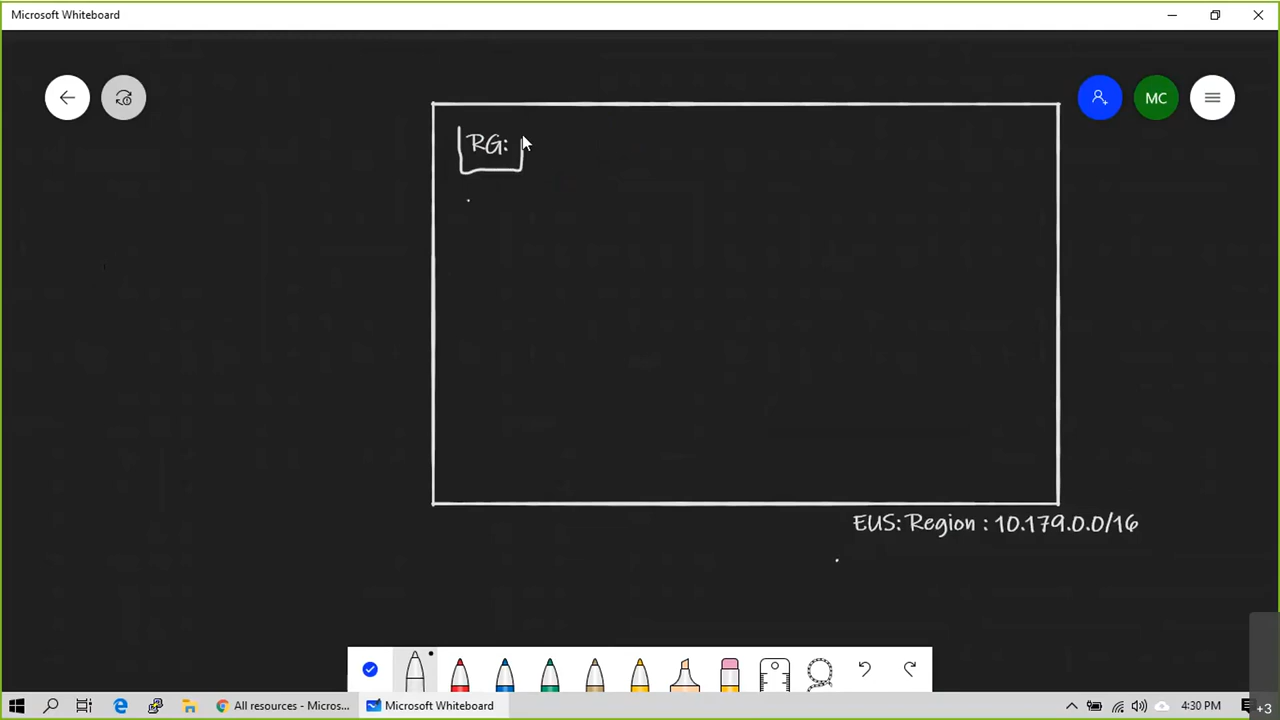 Microsoft Whiteboard
MC
RG:
EUS: Region : 10.179.0.0/16
All resources - Micros...
Microsoft Whiteboard
4:30 PM
+3